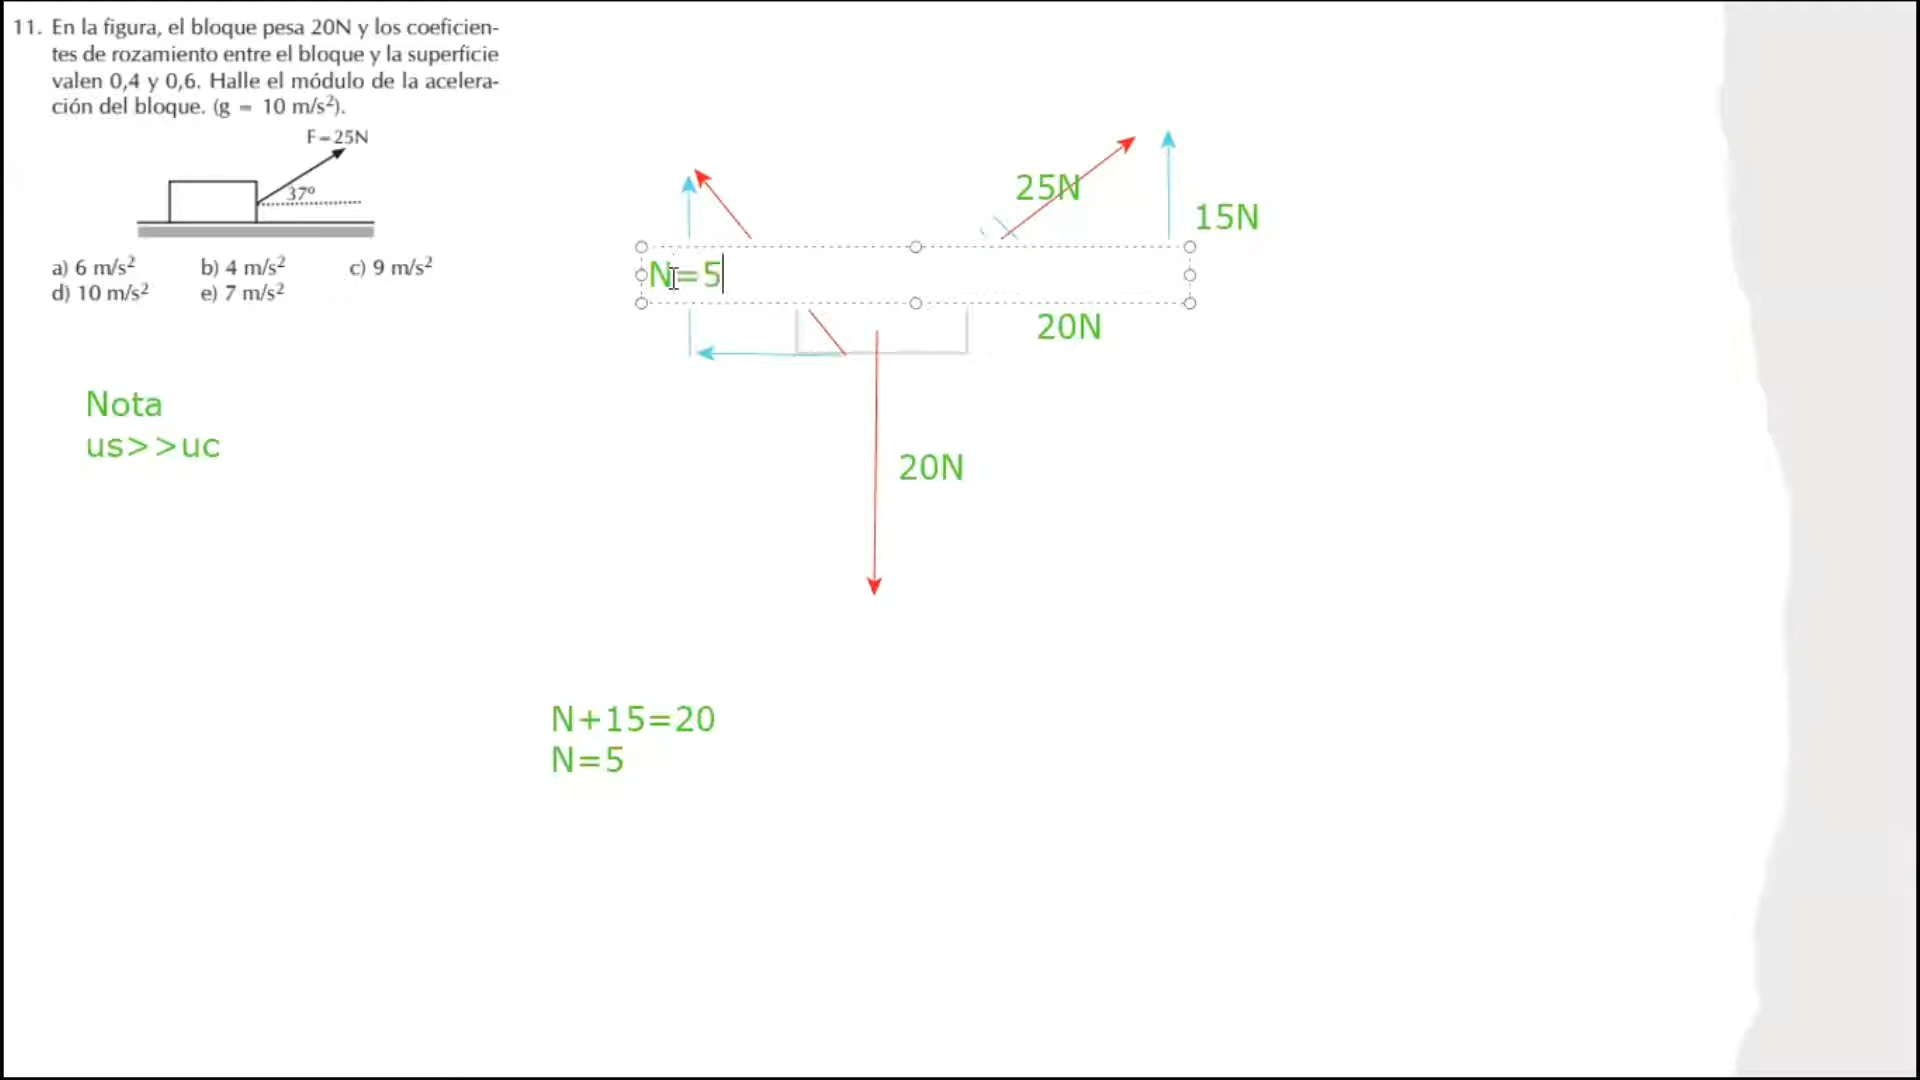 11. En la figura, el bloque pesa 20N y los coeficien-
tes de rozamiento entre el bloque y la superficie
valen 0,4 y 0,6. Halle el módulo de la acelera-
ción del bloque. (g = 10 m/s²).
F=25N
37º
a) 6 m/s² b) 4 m/s² c) 9 m/s²
d) 10 m/s² e) 7 m/s²
25N
15N
N=5
20N
Nota
us>>uc
20N
N+15=20
N=5